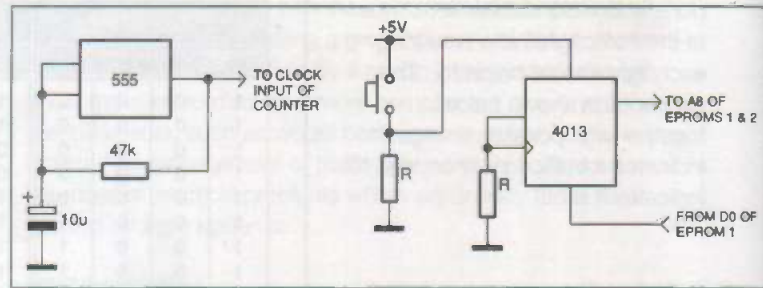 555
47k
10u
TO CLOCK
INPUT OF
COUNTER
+5V
R
R
4013
TO A8 OF
EPROMS 1 & 2
FROM D0 OF
EPROM 1